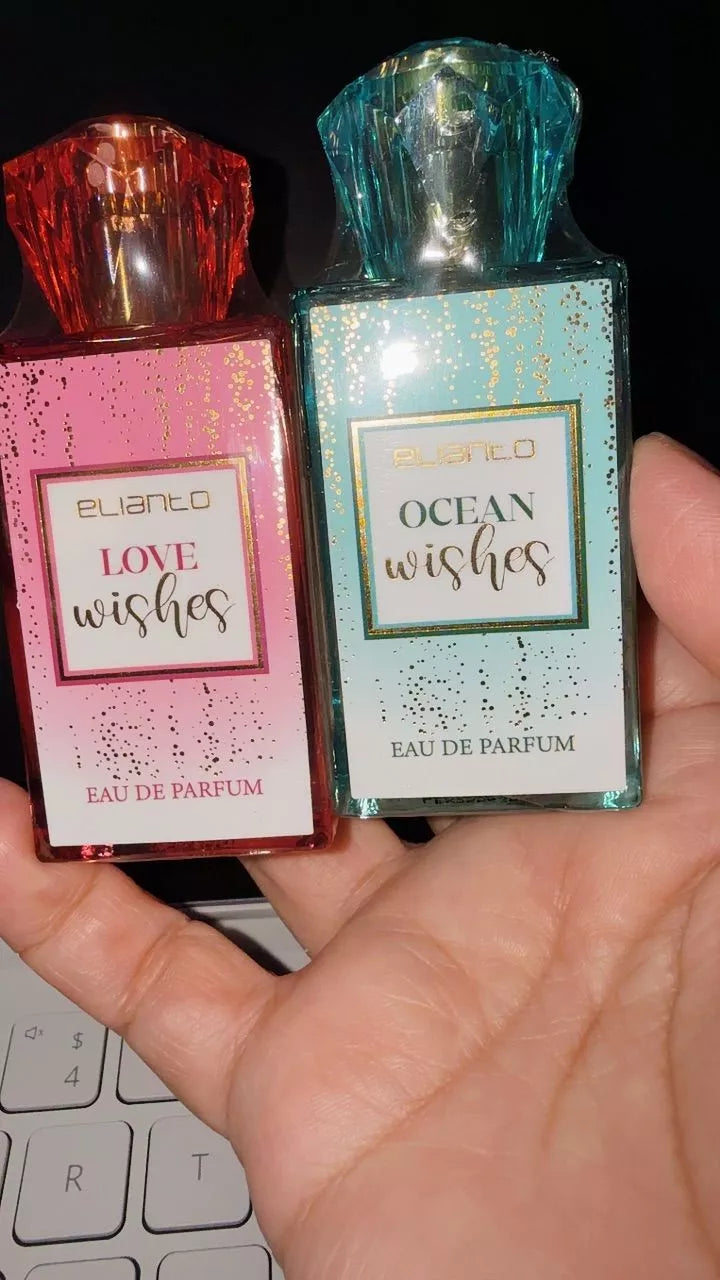 eLIANTO
LOVE
wishes
EAU DE PARFUM
eLIANTO
OCEAN
wishes
EAU DE PARFUM
$
4
R
T